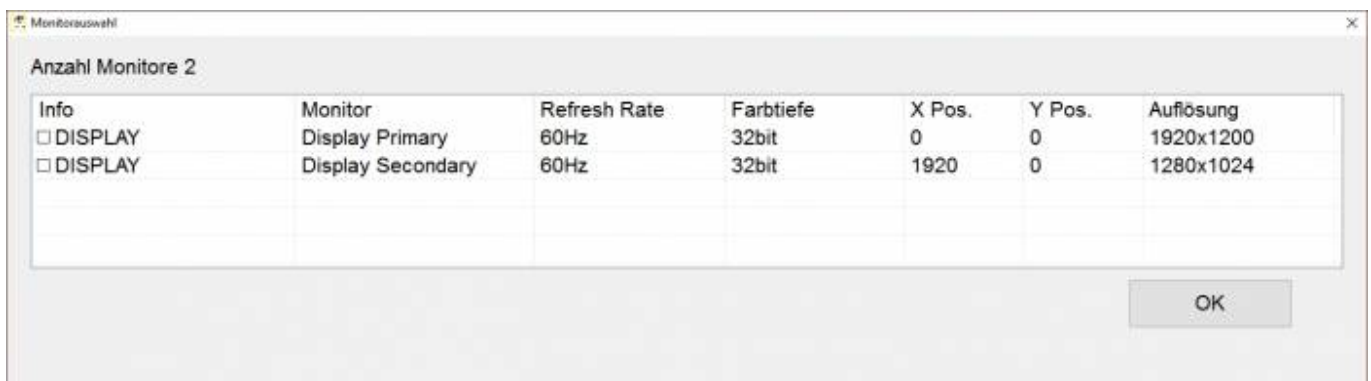 Monitorauswahl
Anzahl Monitore 2
Info Monitor Refresh Rate Farbtiefe X Pos. Y Pos. Auflösung
DISPLAY Display Primary 60Hz 32bit 0 0 1920x1200
DISPLAY Display Secondary 60Hz 32bit 1920 0 1280x1024
OK